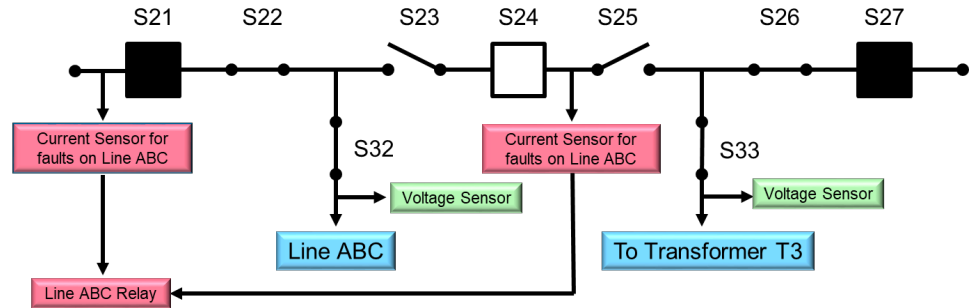 S21
S22
S23
S24
S25
S26
S27
Current Sensor for
faults on Line ABC
Current Sensor for
faults on Line ABC
S32
S33
Voltage Sensor
Voltage Sensor
Line ABC
To Transformer T3
Line ABC Relay